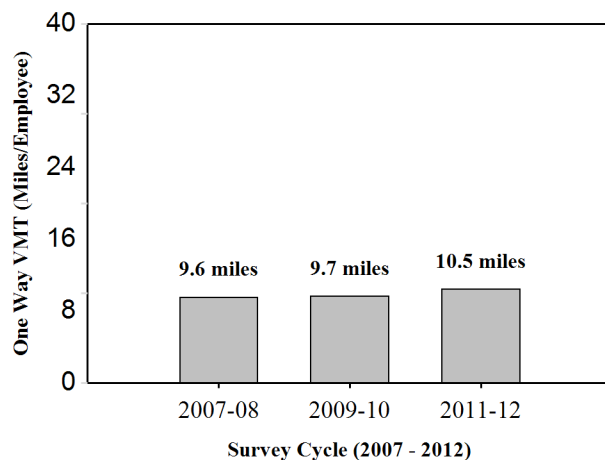 One Way VMT (Miles/Employee)
40
32
24
16
8
0
9.6 miles
9.7 miles
10.5 miles
2007-08
2009-10
2011-12
Survey Cycle (2007 - 2012)